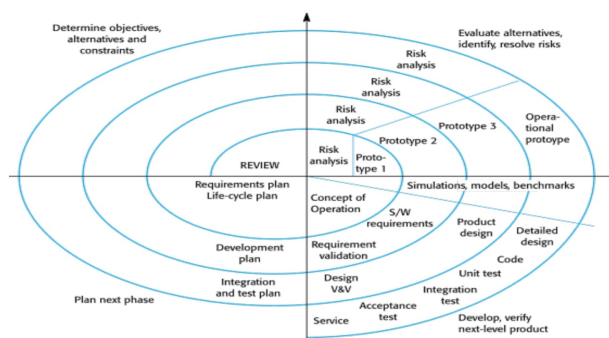 Determine objectives,
alternatives and
constraints
Evaluate alternatives,
identify, resolve risks
Risk
analysis
Risk
analysis
Risk
analysis
Risk
analysis
Proto-
type 1
Prototype 2
Prototype 3
Opera-
tional
protoype
REVIEW
Requirements plan
Life-cycle plan
Simulations, models, benchmarks
Concept of
Operation
S/W
requirements
Product
design
Detailed
design
Development
plan
Requirement
validation
Code
Unit test
Integration
and test plan
Design
V&V
Integration
test
Plan next phase
Acceptance
test
Service
Develop, verify
next-level product